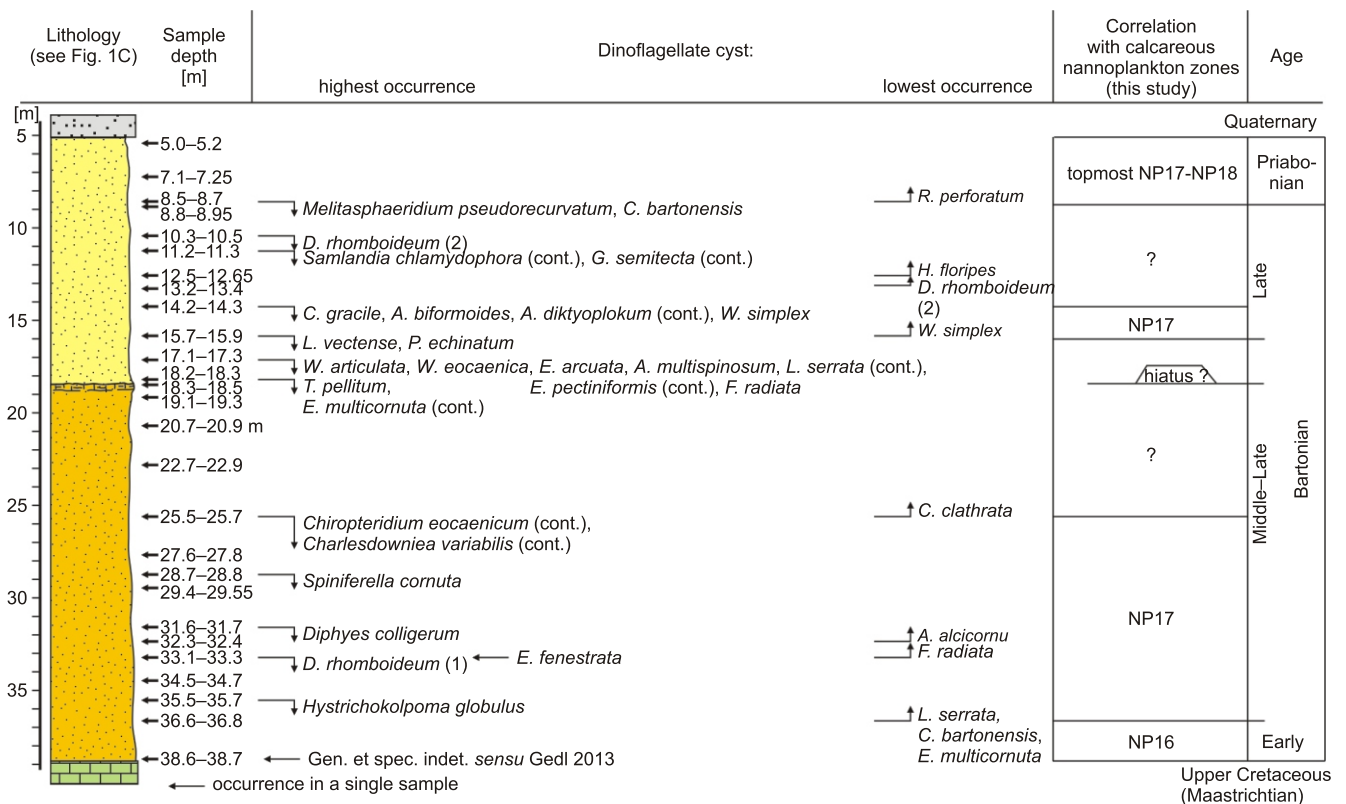 Lithology
(see Fig. 1C)
Sample
depth
[m]
Dinoflagellate cyst:
highest occurrence
lowest occurrence
Correlation
with calcareous
nannoplankton zones
(this study)
Age
[m]
Quaternary
5
5.0–5.2
topmost NP17-NP18
Priabo-
nian
7.1–7.25
8.5–8.7
8.8–8.95
Melitasphaeridium pseudorecurvatum, C. bartonensis
R. perforatum
10
10.3–10.5
D. rhomboideum (2)
11.2–11.3
Samlandia chlamydophora (cont.), G. semitecta (cont.)
?
Late
12.5–12.65
H. floripes
13.2–13.4
D. rhomboideum
(2)
14.2–14.3
C. gracile, A. biformoides, A. diktyoplokum (cont.), W. simplex
15
NP17
15.7–15.9
L. vectense, P. echinatum
W. simplex
17.1–17.3
W. articulata, W. eocaenica, E. arcuata, A. multispinosum, L. serrata (cont.),
18.2–18.3
hiatus ?
18.3–18.5
T. pellitum, E. pectiniformis (cont.), F. radiata
19.1–19.3
E. multicornuta (cont.)
20
20.7–20.9 m
?
22.7–22.9
Middle–Late
Bartonian
25
25.5–25.7
Chiropteridium eocaenicum (cont.),
Charlesdowniea variabilis (cont.)
C. clathrata
27.6–27.8
28.7–28.8
Spiniferella cornuta
29.4–29.55
30
NP17
31.6–31.7
Diphyes colligerum
32.3–32.4
A. alcicornu
33.1–33.3
D. rhomboideum (1)
E. fenestrata
F. radiata
34.5–34.7
35
35.5–35.7
Hystrichokolpoma globulus
36.6–36.8
L. serrata,
C. bartonensis,
E. multicornuta
NP16
Early
38.6–38.7
Gen. et spec. indet. sensu Gedl 2013
occurrence in a single sample
Upper Cretaceous
(Maastrichtian)